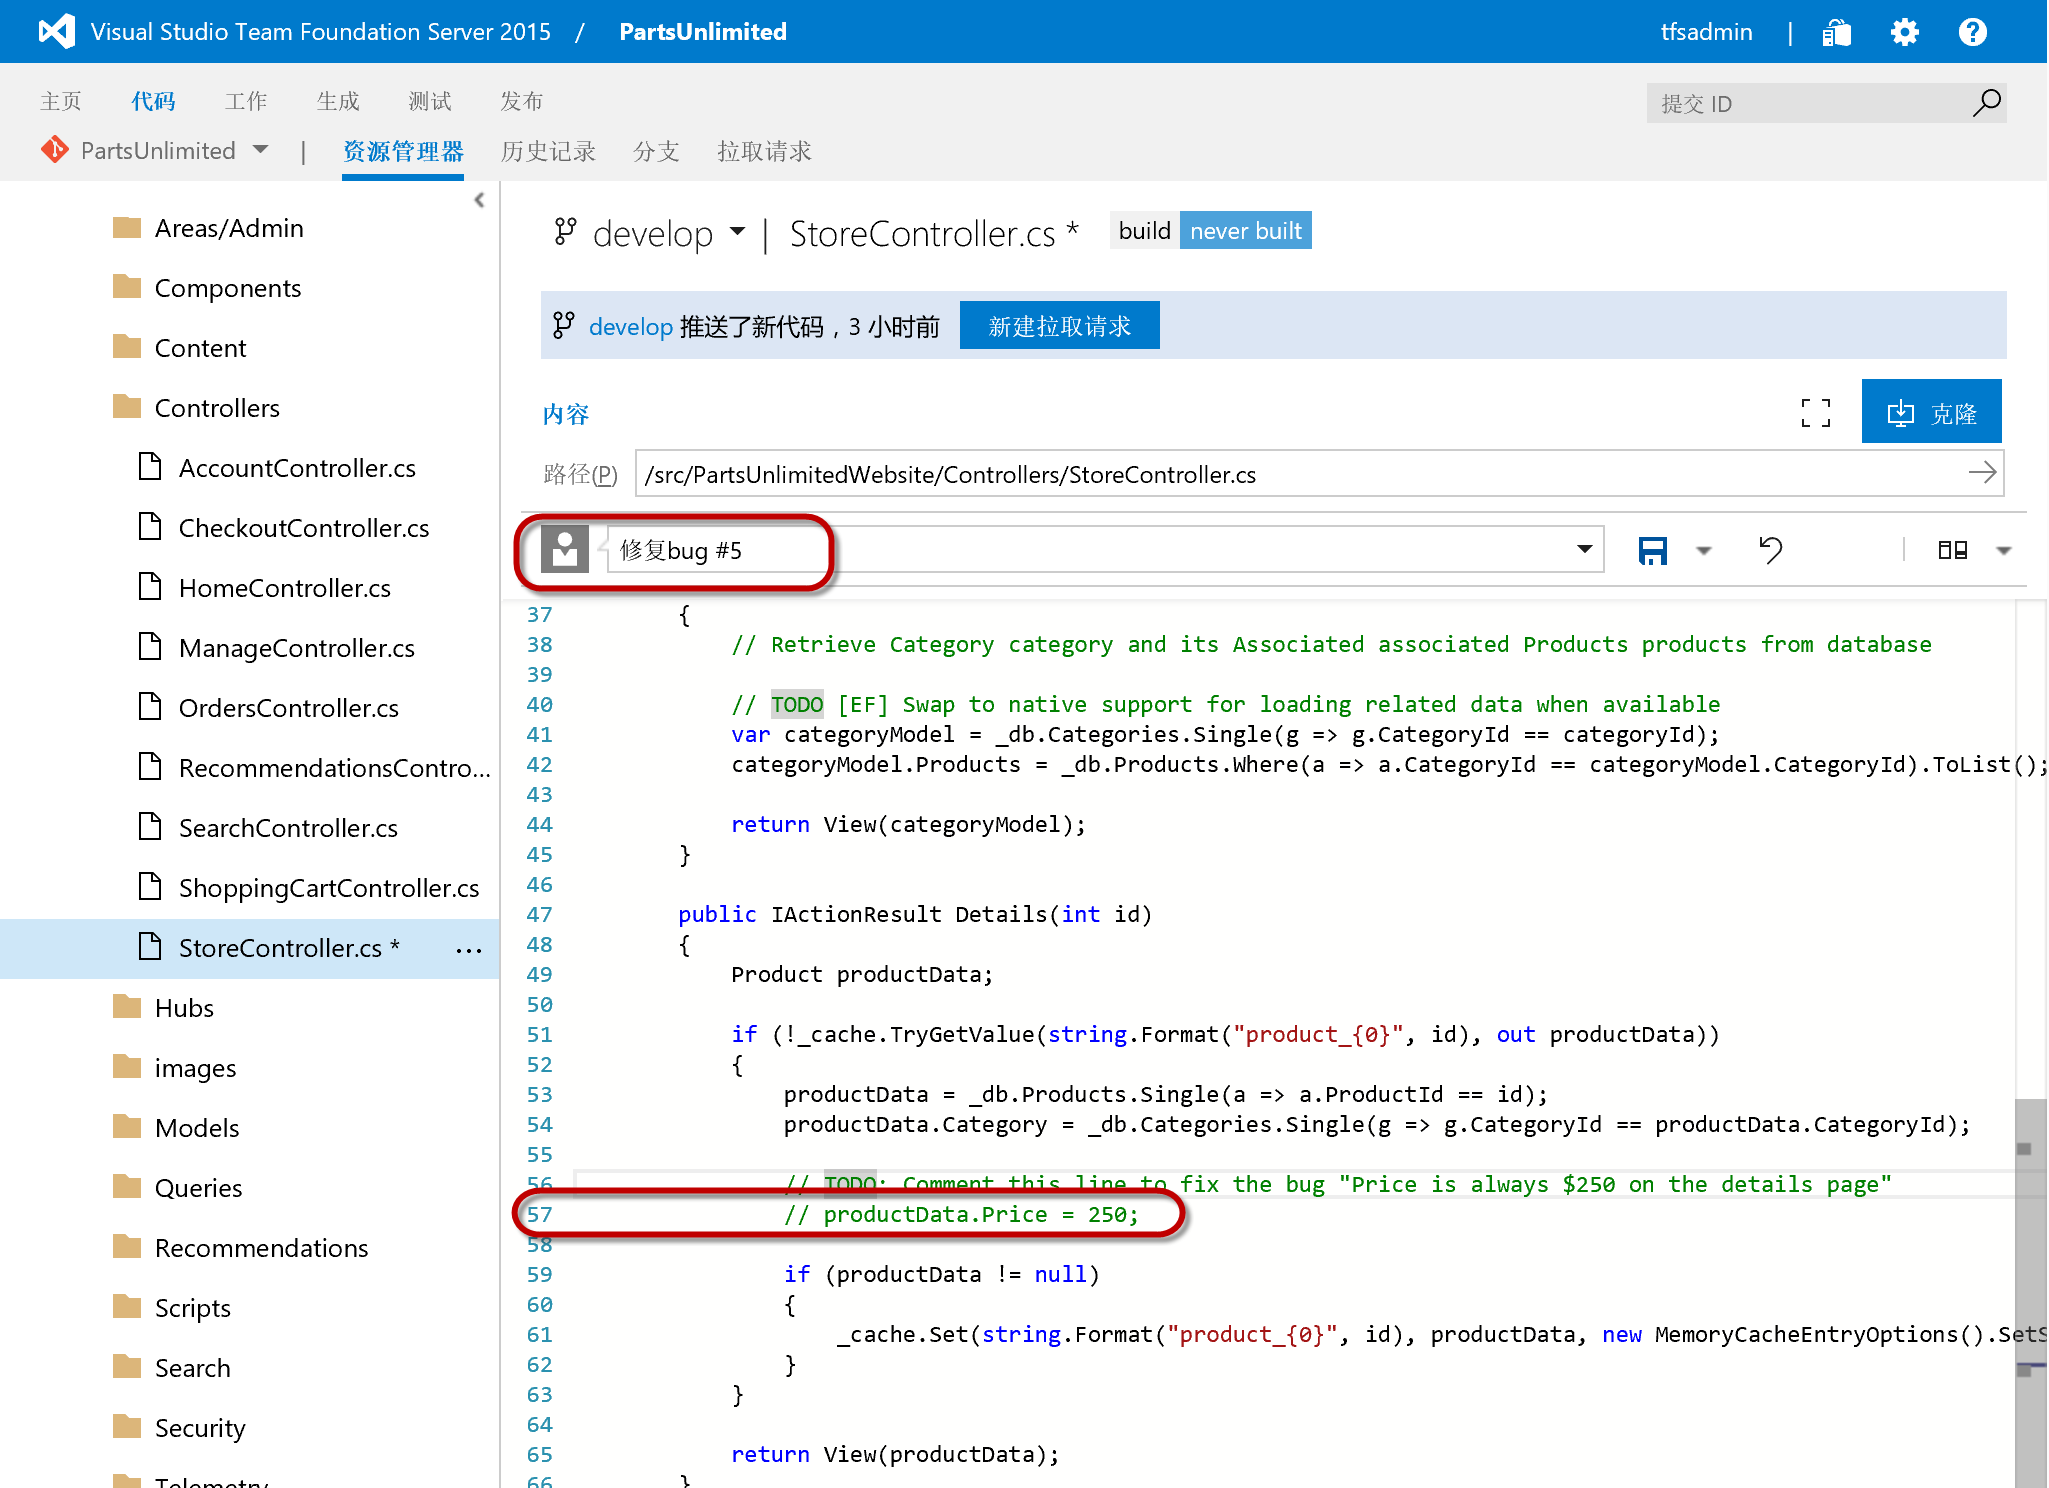 Visual Studio Team Foundation Server 2015 / PartsUnlimited
tfsadmin |
主页 代码 工作 生成 测试 发布
提交 ID
PartsUnlimited | 资源管理器 历史记录 分支 拉取请求
Areas/Admin
Components
Content
Controllers
AccountController.cs
CheckoutController.cs
HomeController.cs
ManageController.cs
OrdersController.cs
RecommendationsContro...
SearchController.cs
ShoppingCartController.cs
StoreController.cs * ...
Hubs
images
Models
Queries
Recommendations
Scripts
Search
Security
Telemetry
develop | StoreController.cs * build never built
develop 推送了新代码，3 小时前 新建拉取请求
内容
克隆
路径(P) /src/PartsUnlimitedWebsite/Controllers/StoreController.cs
修复bug #5
37 {
38 // Retrieve Category category and its Associated associated Products products from database
39
40 // TODO [EF] Swap to native support for loading related data when available
41 var categoryModel = _db.Categories.Single(g => g.CategoryId == categoryId);
42 categoryModel.Products = _db.Products.Where(a => a.CategoryId == categoryModel.CategoryId).ToList();
43
44 return View(categoryModel);
45 }
46
47 public IActionResult Details(int id)
48 {
49 Product productData;
50
51 if (!_cache.TryGetValue(string.Format("product_{0}", id), out productData))
52 {
53 productData = _db.Products.Single(a => a.ProductId == id);
54 productData.Category = _db.Categories.Single(g => g.CategoryId == productData.CategoryId);
55
56 // TODO: Comment this line to fix the bug "Price is always $250 on the details page"
57 // productData.Price = 250;
58
59 if (productData != null)
60 {
61 _cache.Set(string.Format("product_{0}", id), productData, new MemoryCacheEntryOptions().SetS
62 }
63 }
64
65 return View(productData);
66 }